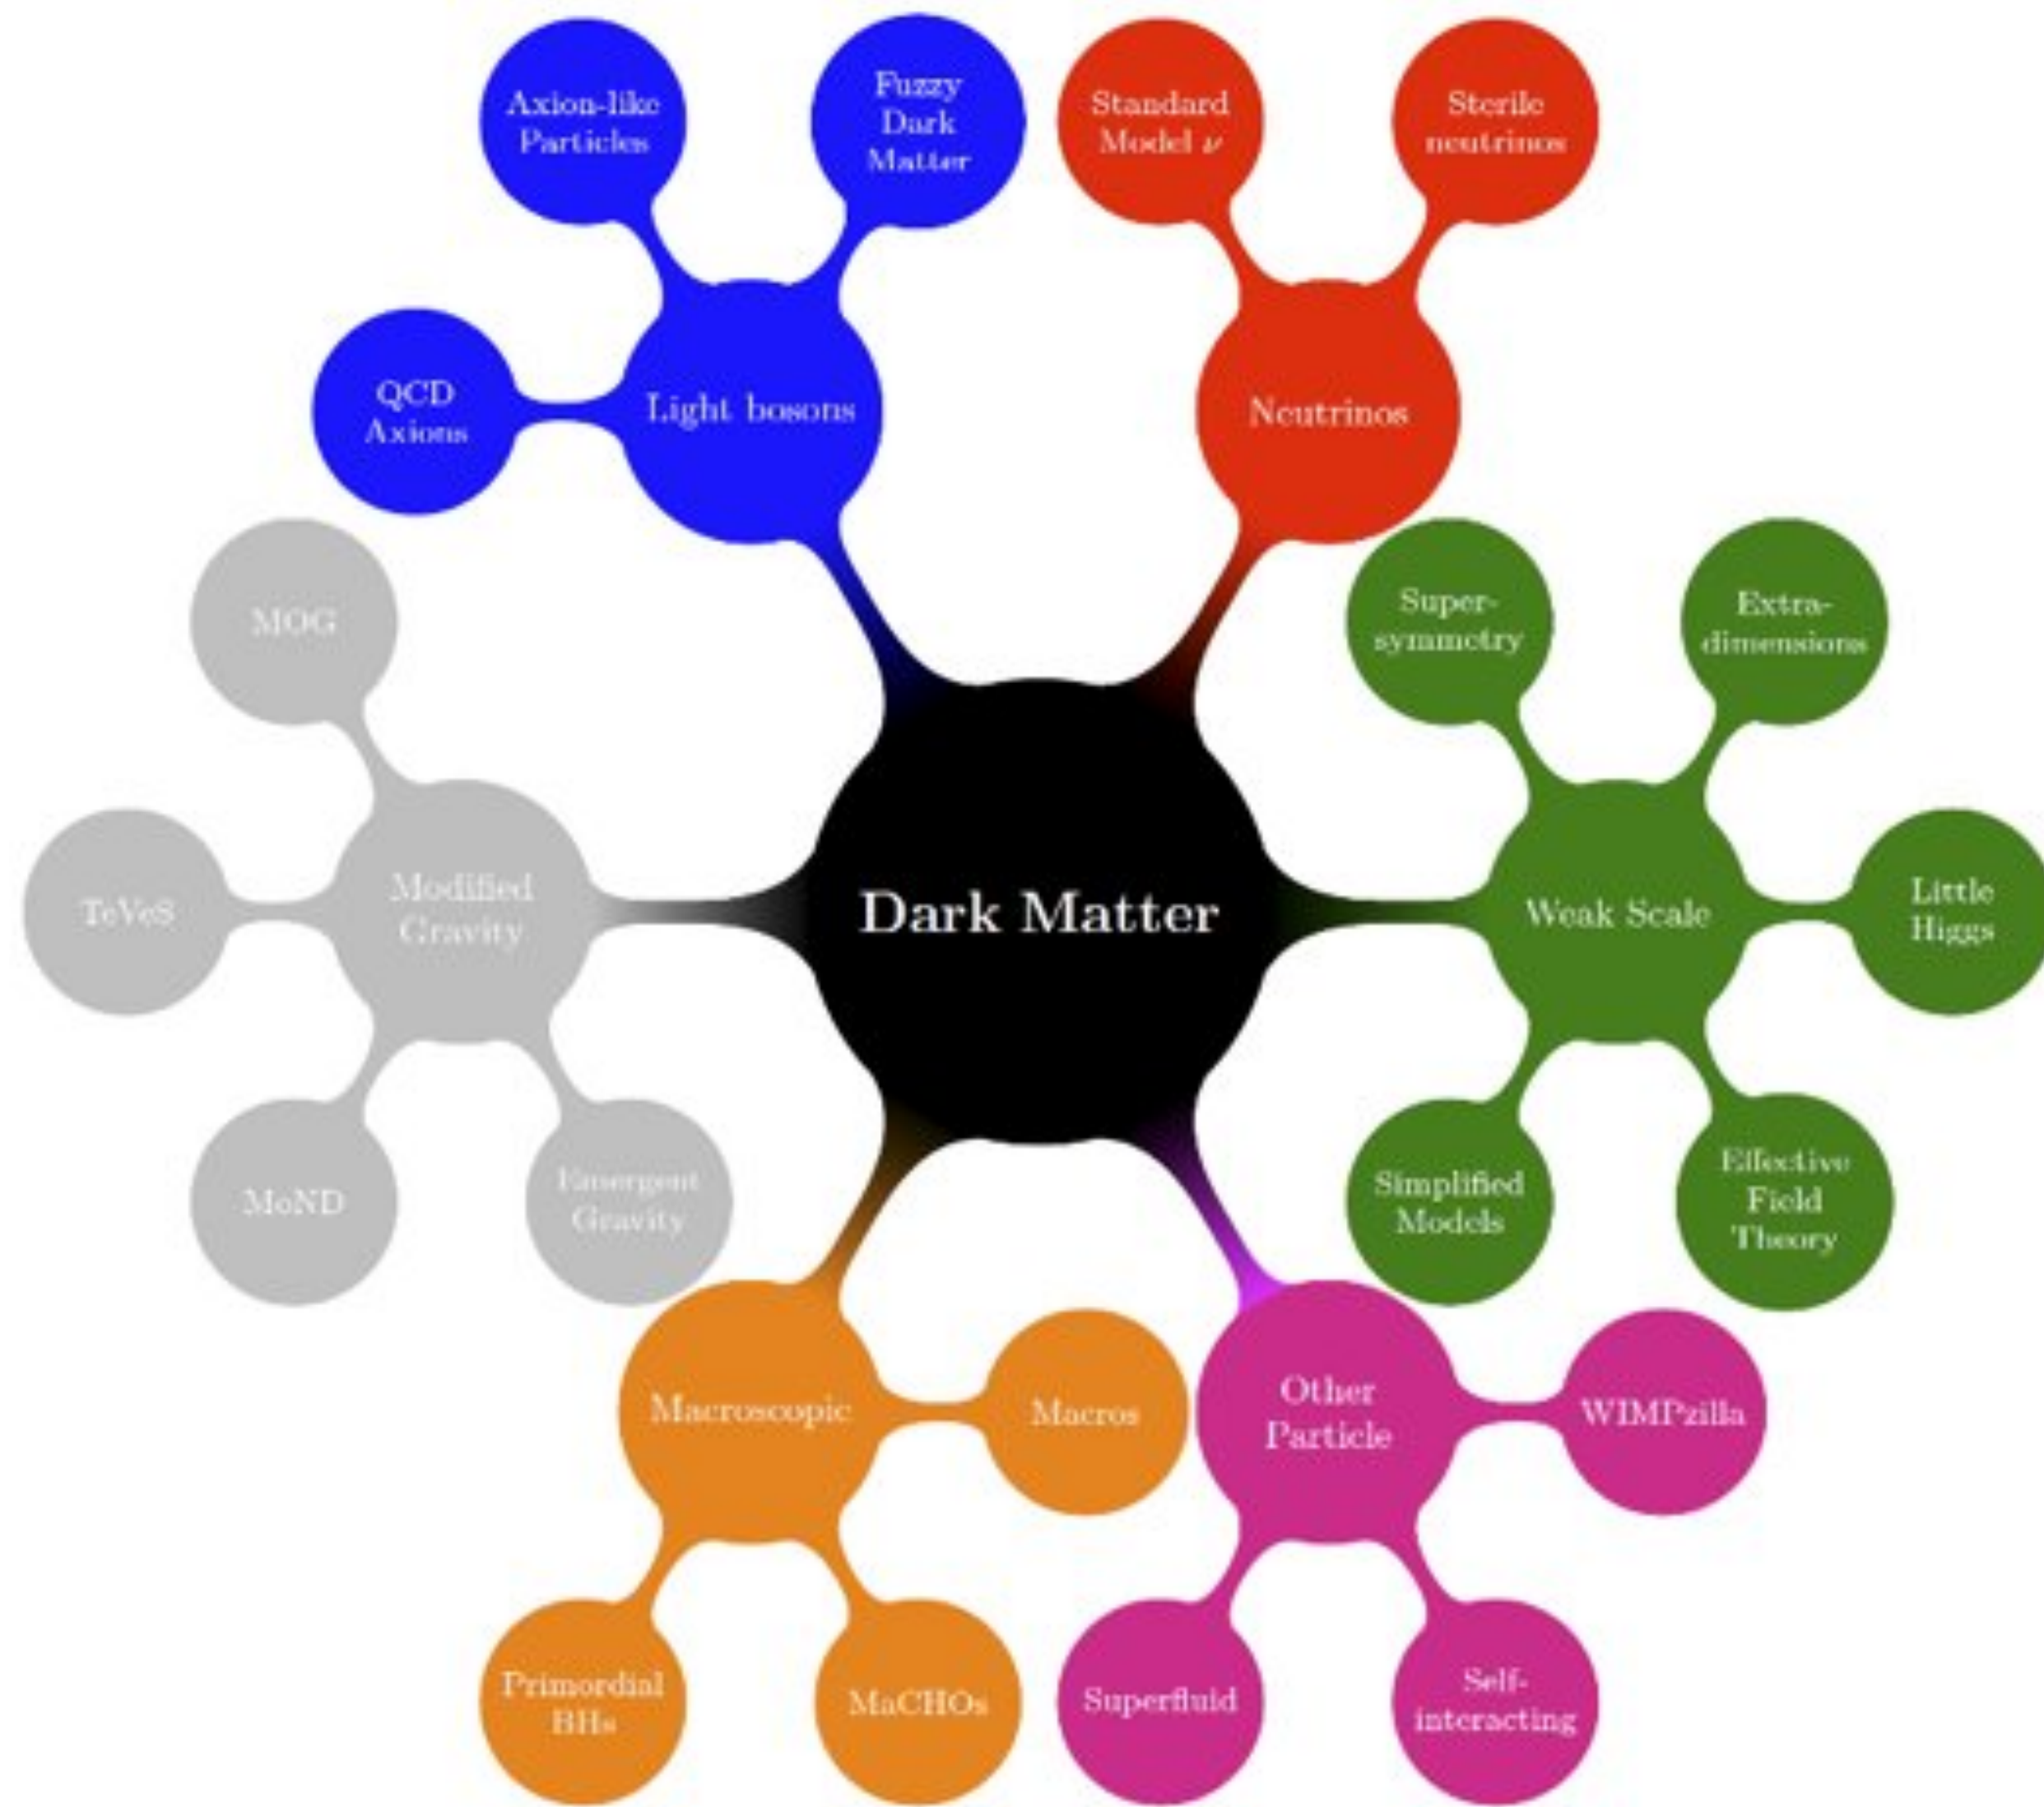 Axion-like
Particles
Fuzzy
Dark
Matter
Standard
Model ν
Sterile
neutrinos
QCD
Axions
Light bosons
Neutrinos
MOG
Super-
symmetry
Extra-
dimensions
TeVeS
Modified
Gravity
Dark Matter
Weak Scale
Little
Higgs
MoND
Emergent
Gravity
Simplified
Models
Effective
Field
Theory
Macroscopic
Macros
Other
Particle
WIMPzilla
Primordial
BHs
MaCHOs
Superfluid
Self-
interacting